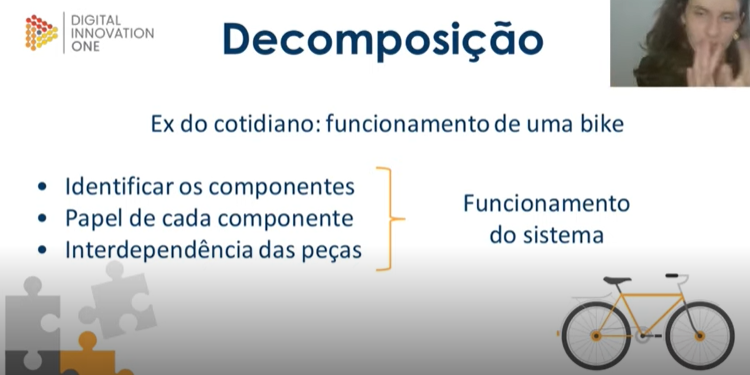 DIGITAL
INNOVATION
ONE
Decomposição
Ex do cotidiano: funcionamento de uma bike
• Identificar os componentes
• Papel de cada componente
• Interdependência das peças
Funcionamento
do sistema